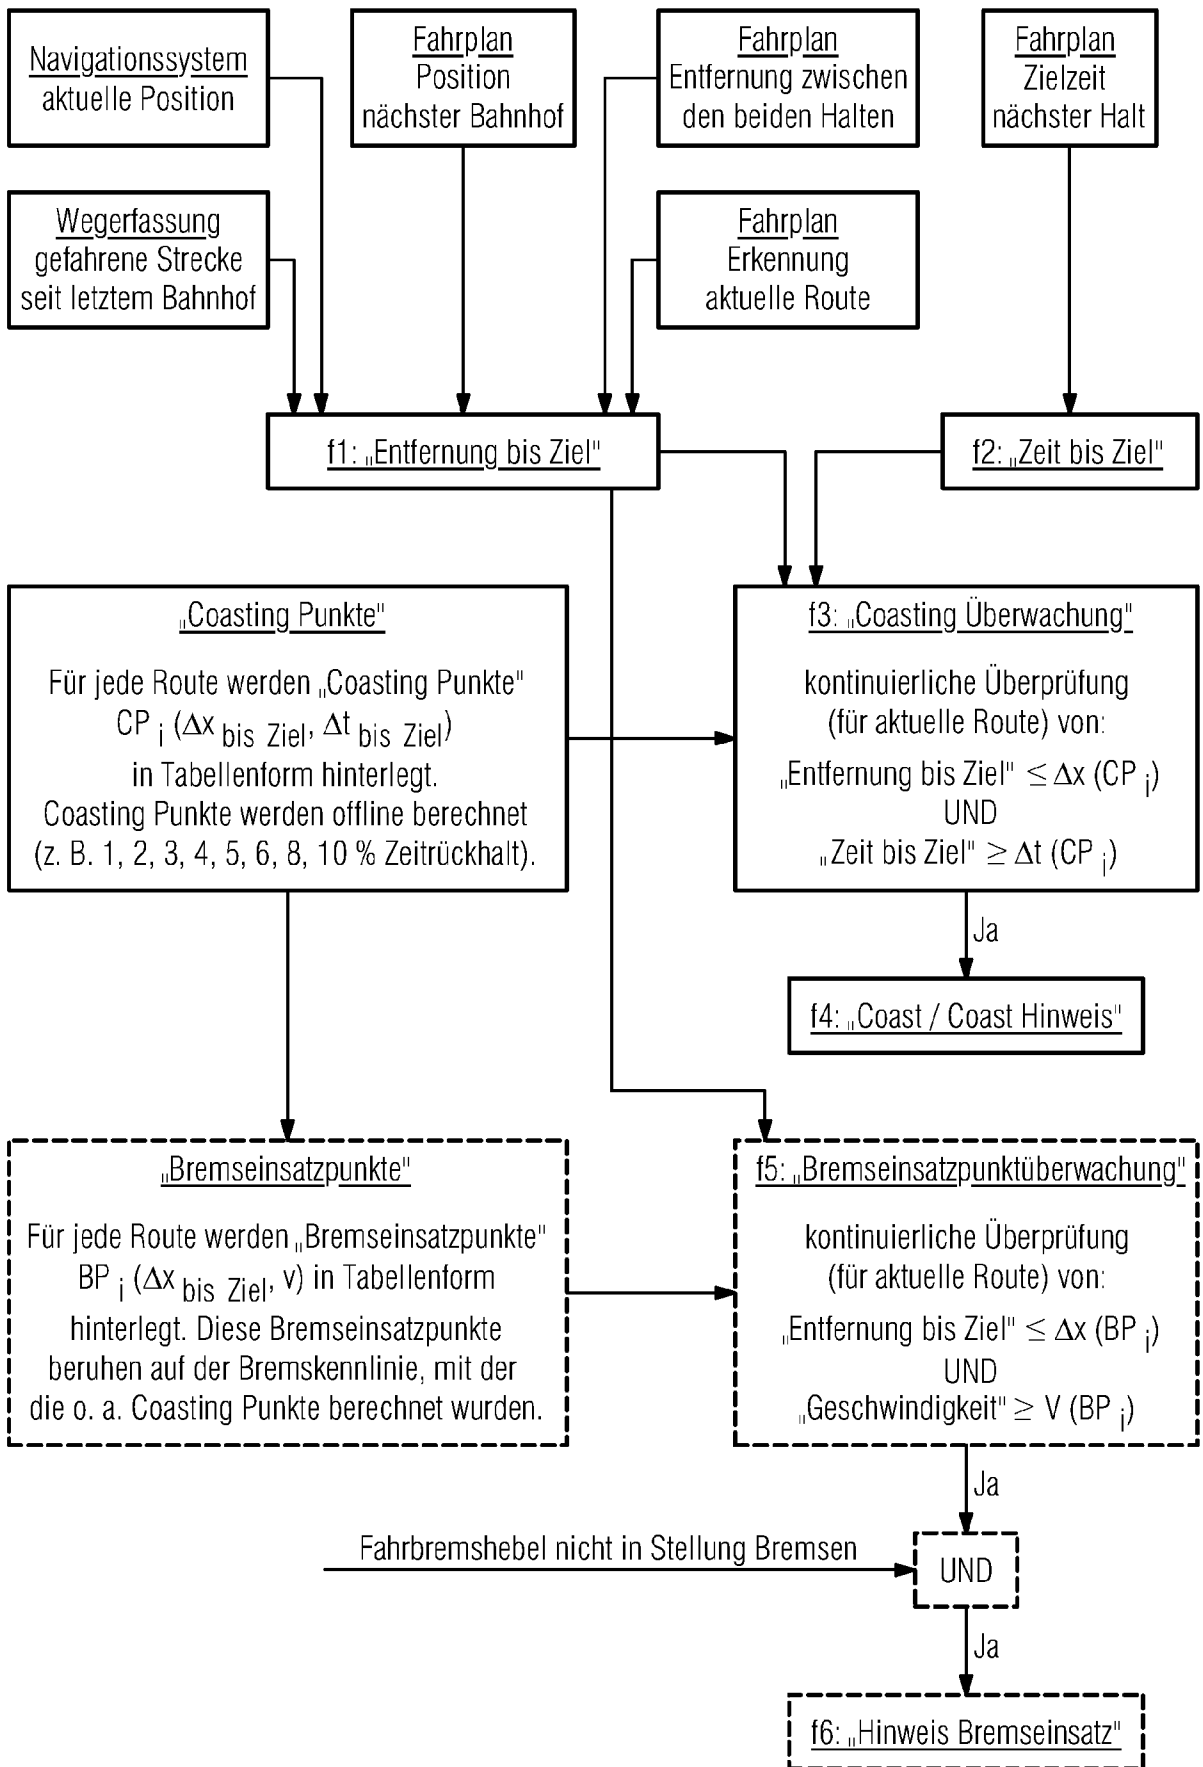 Navigationssystem
aktuelle Position
Fahrplan
Position
nächster Bahnhof
Fahrplan
Entfernung zwischen
den beiden Halten
Fahrplan
Zielzeit
nächster Halt
Wegerfassung
gefahrene Strecke
seit letztem Bahnhof
Fahrplan
Erkennung
aktuelle Route
f1: „Entfernung bis Ziel"
f2: „Zeit bis Ziel"
„Coasting Punkte"
Für jede Route werden „Coasting Punkte"
CP i (Δx bis Ziel, Δt bis Ziel)
in Tabellenform hinterlegt.
Coasting Punkte werden offline berechnet
(z. B. 1, 2, 3, 4, 5, 6, 8, 10 % Zeitrückhalt).
f3: „Coasting Überwachung"
kontinuierliche Überprüfung
(für aktuelle Route) von:
„Entfernung bis Ziel" ≤ Δx (CP i)
UND
„Zeit bis Ziel" ≥ Δt (CP i)
Ja
f4: „Coast / Coast Hinweis"
„Bremseinsatzpunkte"
Für jede Route werden „Bremseinsatzpunkte"
BP i (Δx bis Ziel, v) in Tabellenform
hinterlegt. Diese Bremseinsatzpunkte
beruhen auf der Bremskennlinie, mit der
die o. a. Coasting Punkte berechnet wurden.
f5: „Bremseinsatzpunktüberwachung"
kontinuierliche Überprüfung
(für aktuelle Route) von:
„Entfernung bis Ziel" ≤ Δx (BP i)
UND
„Geschwindigkeit" ≥ V (BP i)
Ja
Fahrbremshebel nicht in Stellung Bremsen
UND
Ja
f6: „Hinweis Bremseinsatz"